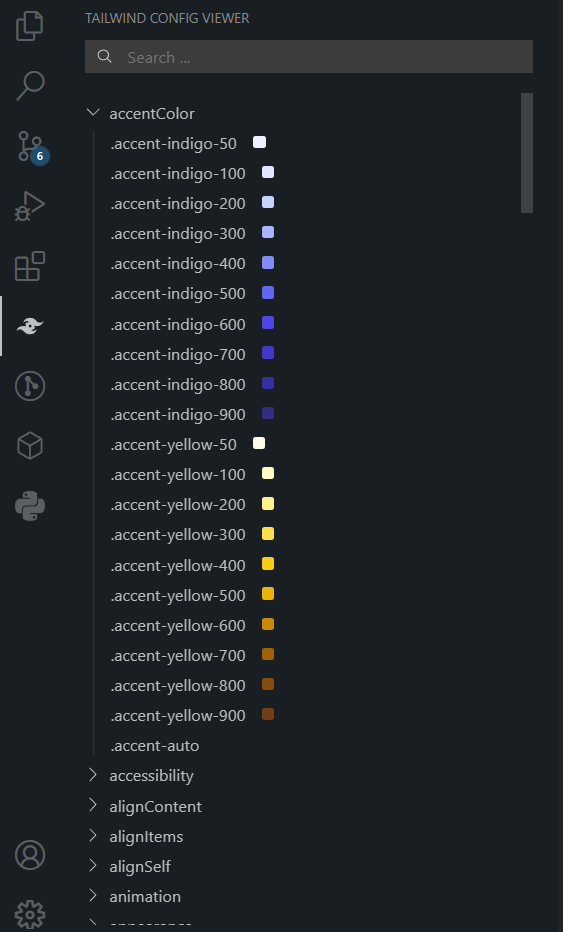 TAILWIND CONFIG VIEWER
Search ...
accentColor
.accent-indigo-50
.accent-indigo-100
.accent-indigo-200
.accent-indigo-300
.accent-indigo-400
.accent-indigo-500
6
.accent-indigo-600
.accent-indigo-700
.accent-indigo-800
.accent-indigo-900
.accent-yellow-50
.accent-yellow-100
.accent-yellow-200
.accent-yellow-300
.accent-yellow-400
.accent-yellow-500
.accent-yellow-600
.accent-yellow-700
.accent-yellow-800
.accent-yellow-900
.accent-auto
accessibility
alignContent
alignItems
alignSelf
animation